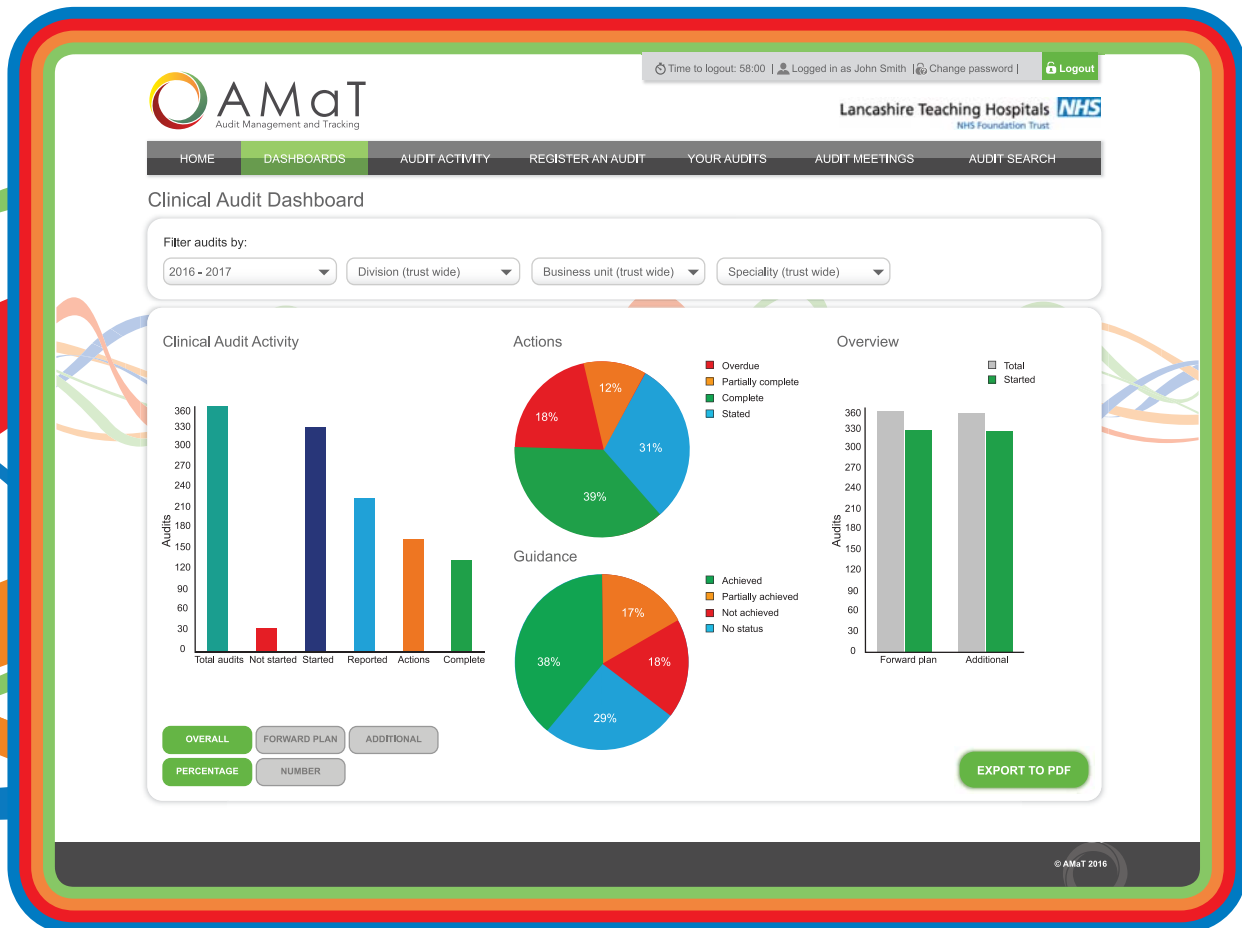 Time to logout: 58:00 | Logged in as John Smith | Change password | Logout
AMaT
Audit Management and Tracking
Lancashire Teaching Hospitals NHS
NHS Foundation Trust
HOME DASHBOARDS AUDIT ACTIVITY REGISTER AN AUDIT YOUR AUDITS AUDIT MEETINGS AUDIT SEARCH
Clinical Audit Dashboard
Filter audits by:
2016 - 2017 Division (trust wide) Business unit (trust wide) Speciality (trust wide)
Clinical Audit Activity
360
330
300
270
240
210
180
150
120
90
60
30
0
Audits
Total audits Not started Started Reported Actions Complete
OVERALL FORWARD PLAN ADDITIONAL
PERCENTAGE NUMBER
Actions
12%
18%
31%
39%
Overdue
Partially complete
Complete
Stated
Guidance
17%
38%
18%
29%
Achieved
Partially achieved
Not achieved
No status
Overview
Total
Started
360
330
300
270
240
210
180
150
120
90
60
30
0
Audits
Forward plan Additional
EXPORT TO PDF
© AMaT 2016